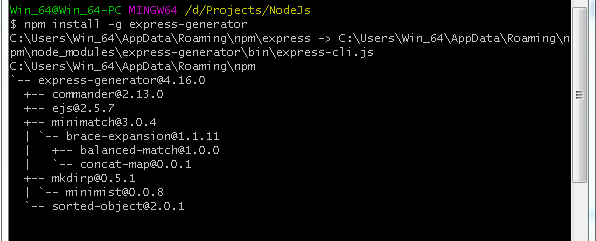 Win_64@Win_64-PC MINGW64 /d/Projects/NodeJs
$ npm install -g express-generator
C:\Users\Win_64\AppData\Roaming\npm\express -> C:\Users\Win_64\AppData\Roaming\n
pm\node_modules\express-generator\bin\express-cli.js
C:\Users\Win_64\AppData\Roaming\npm
`-- express-generator@4.16.0
  +-- commander@2.13.0
  +-- ejs@2.5.7
  +-- minimatch@3.0.4
  | `-- brace-expansion@1.1.11
  |   +-- balanced-match@1.0.0
  |   `-- concat-map@0.0.1
  +-- mkdirp@0.5.1
  | `-- minimist@0.0.8
  `-- sorted-object@2.0.1